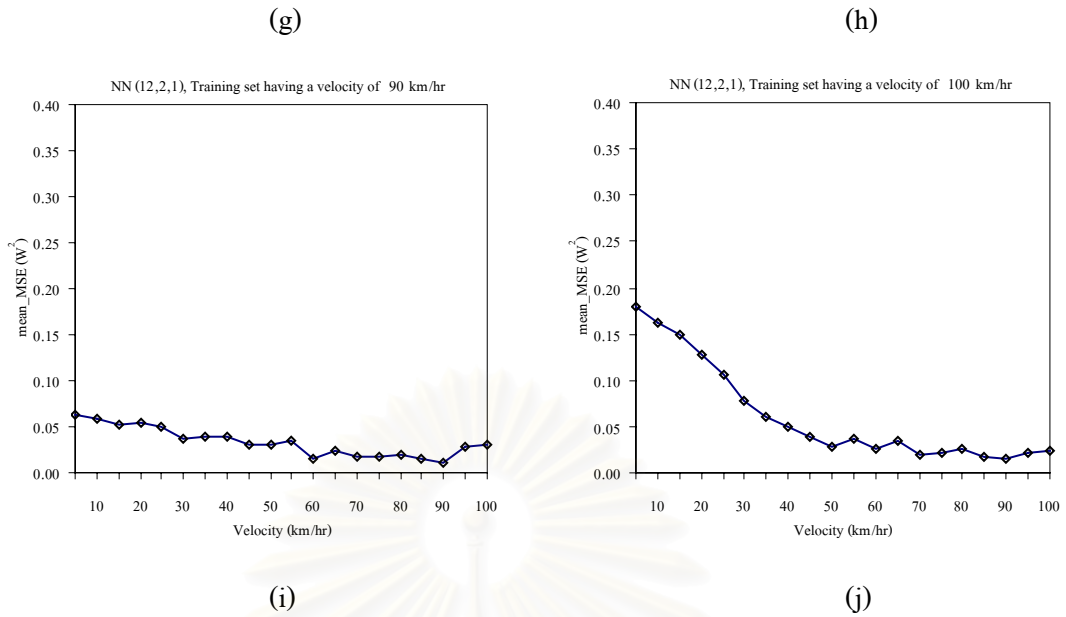 (g)
(h)
NN (12,2,1), Training set having a velocity of 90 km/hr
0.40
0.35
0.30
0.25
0.20
0.15
0.10
0.05
0.00
mean_MSE (W²)
10 20 30 40 50 60 70 80 90 100
Velocity (km/hr)
NN (12,2,1), Training set having a velocity of 100 km/hr
0.40
0.35
0.30
0.25
0.20
0.15
0.10
0.05
0.00
mean_MSE (W²)
10 20 30 40 50 60 70 80 90 100
Velocity (km/hr)
(i)
(j)